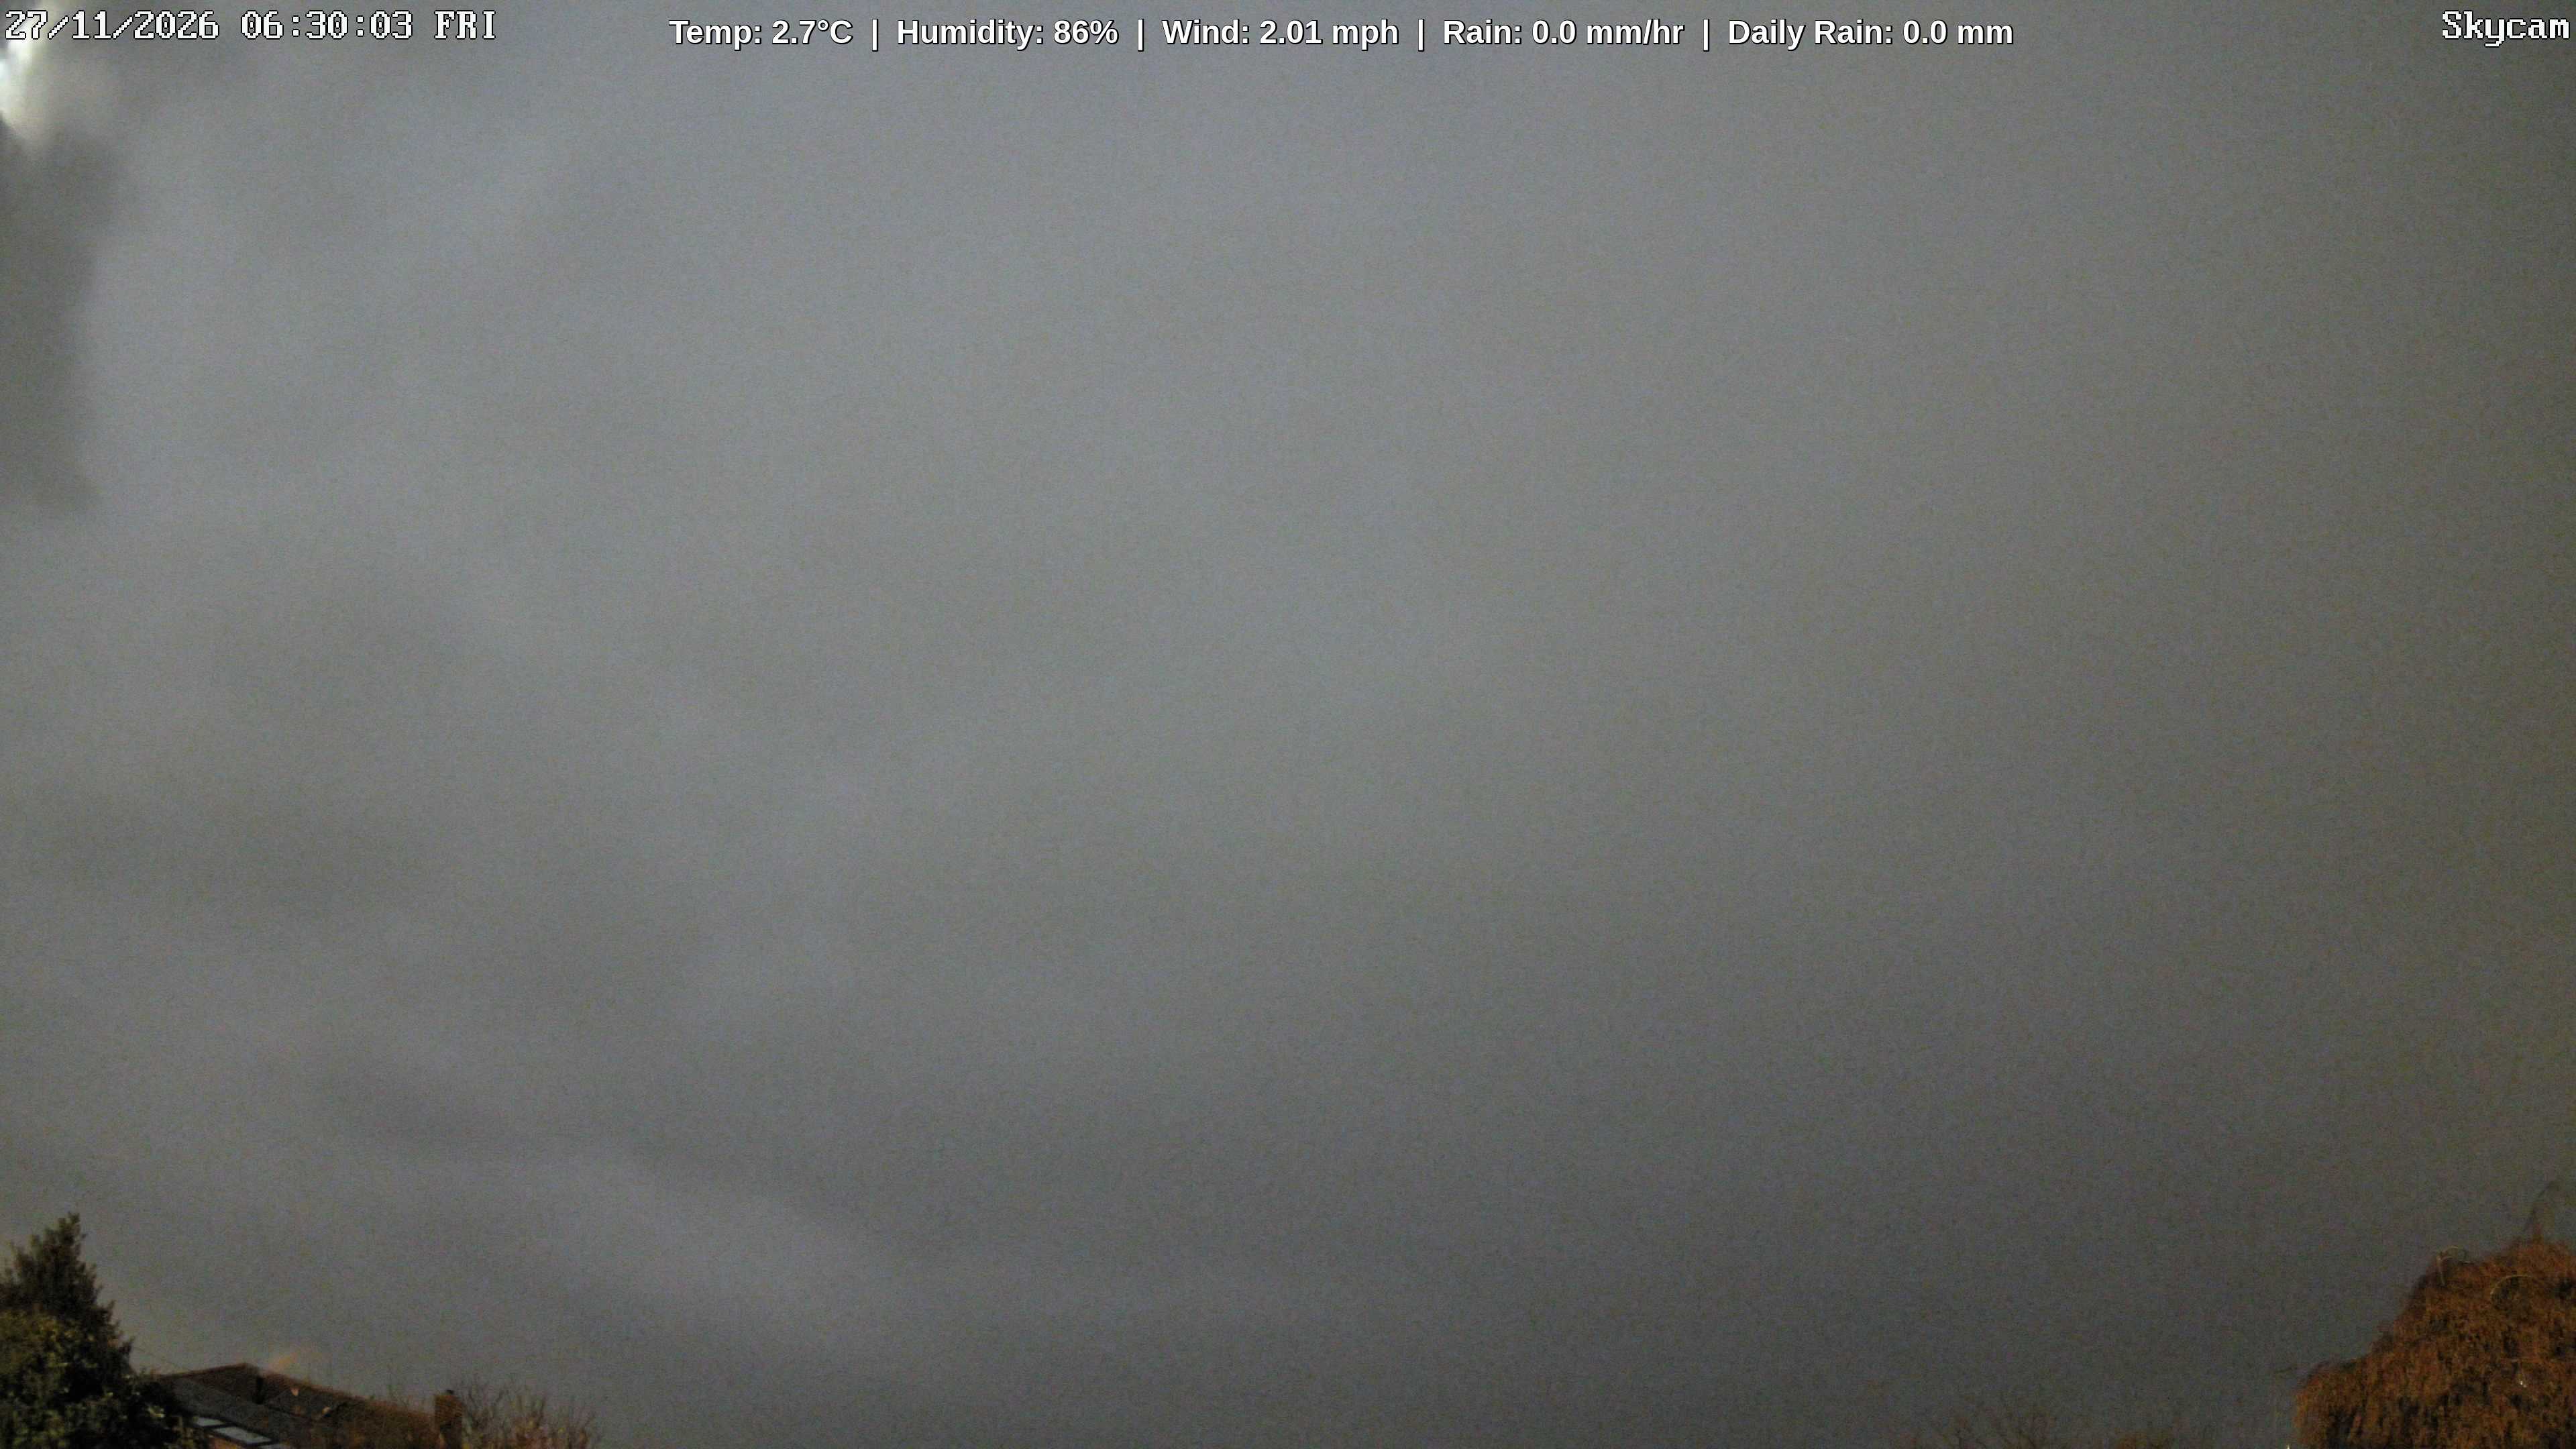 27/11/2026 06:30:03 FRI
Temp: 2.7°C | Humidity: 86% | Wind: 2.01 mph | Rain: 0.0 mm/hr | Daily Rain: 0.0 mm
Skycam